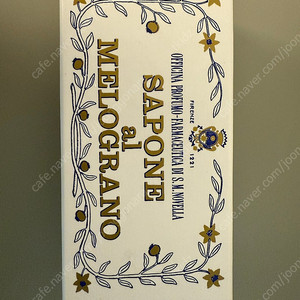 FIRENZE
1221
OFFICINA PROFUMO-FARMACEUTICA DI S.M.NOVELLA
SAPONE
al
MELOGRANO